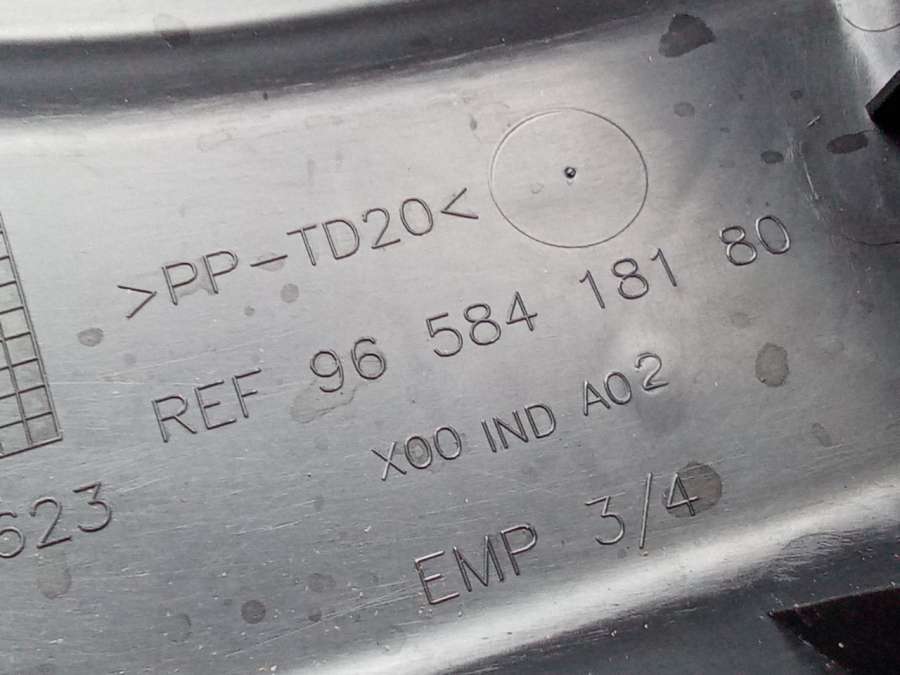 >PP-TD20<
REF 96 584 181 80
X00 IND A02
623
EMP 3/4